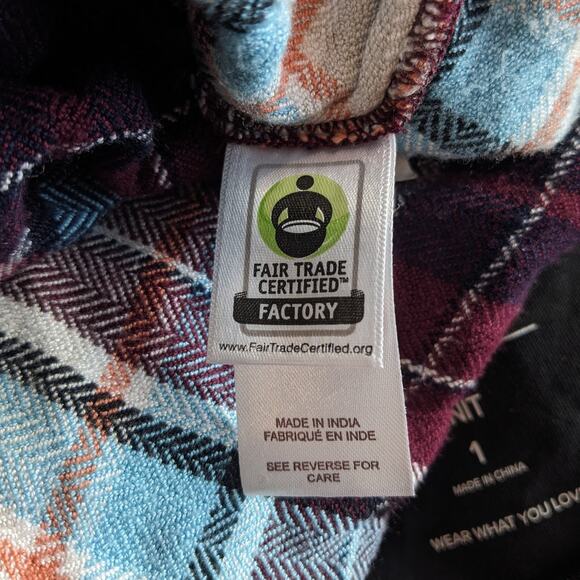 FAIR TRADE
CERTIFIED™
FACTORY
www.FairTradeCertified.org
MADE IN INDIA
FABRIQUÉ EN INDE
SEE REVERSE FOR
CARE
1
MADE IN CHINA
WEAR WHAT YOU LOVE